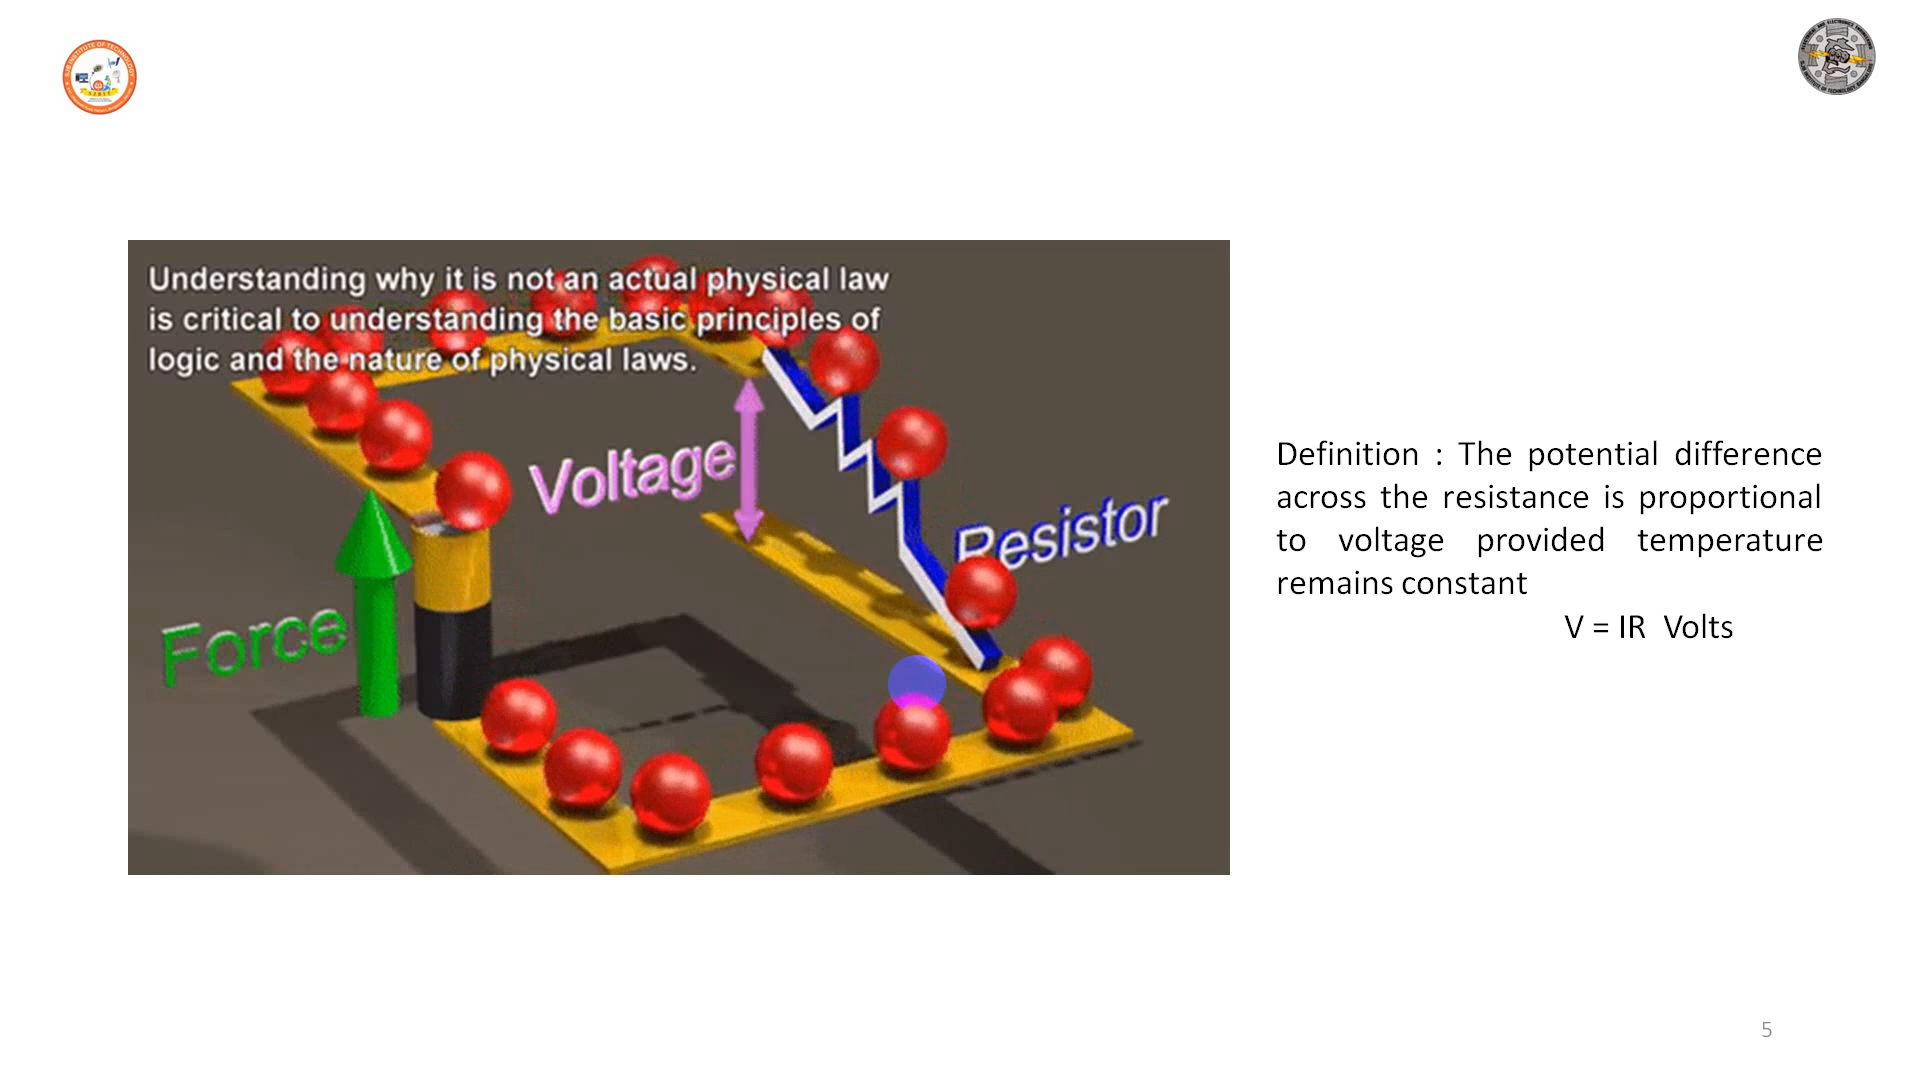 Understanding why it is not an actual physical law
is critical to understanding the basic principles of
logic and the nature of physical laws.
Voltage
Resistor
Force
Definition : The potential difference
across the resistance is proportional
to voltage provided temperature
remains constant
V = IR Volts
5